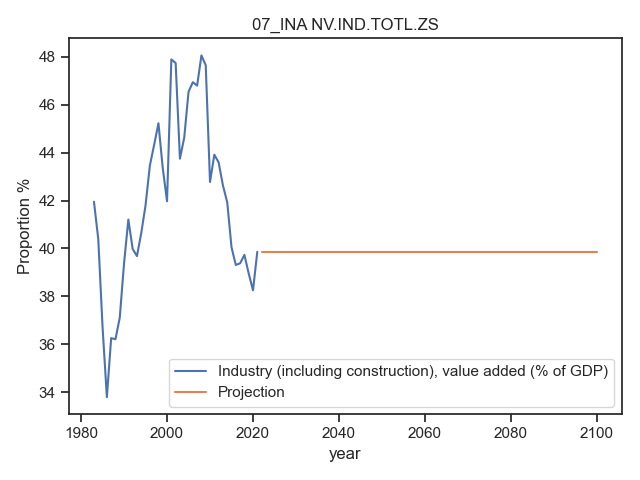 07_INA NV.IND.TOTL.ZS
48
46
44
42
40
38
36
34
Proportion %
Industry (including construction), value added (% of GDP)
Projection
1980 2000 2020 2040 2060 2080 2100
year